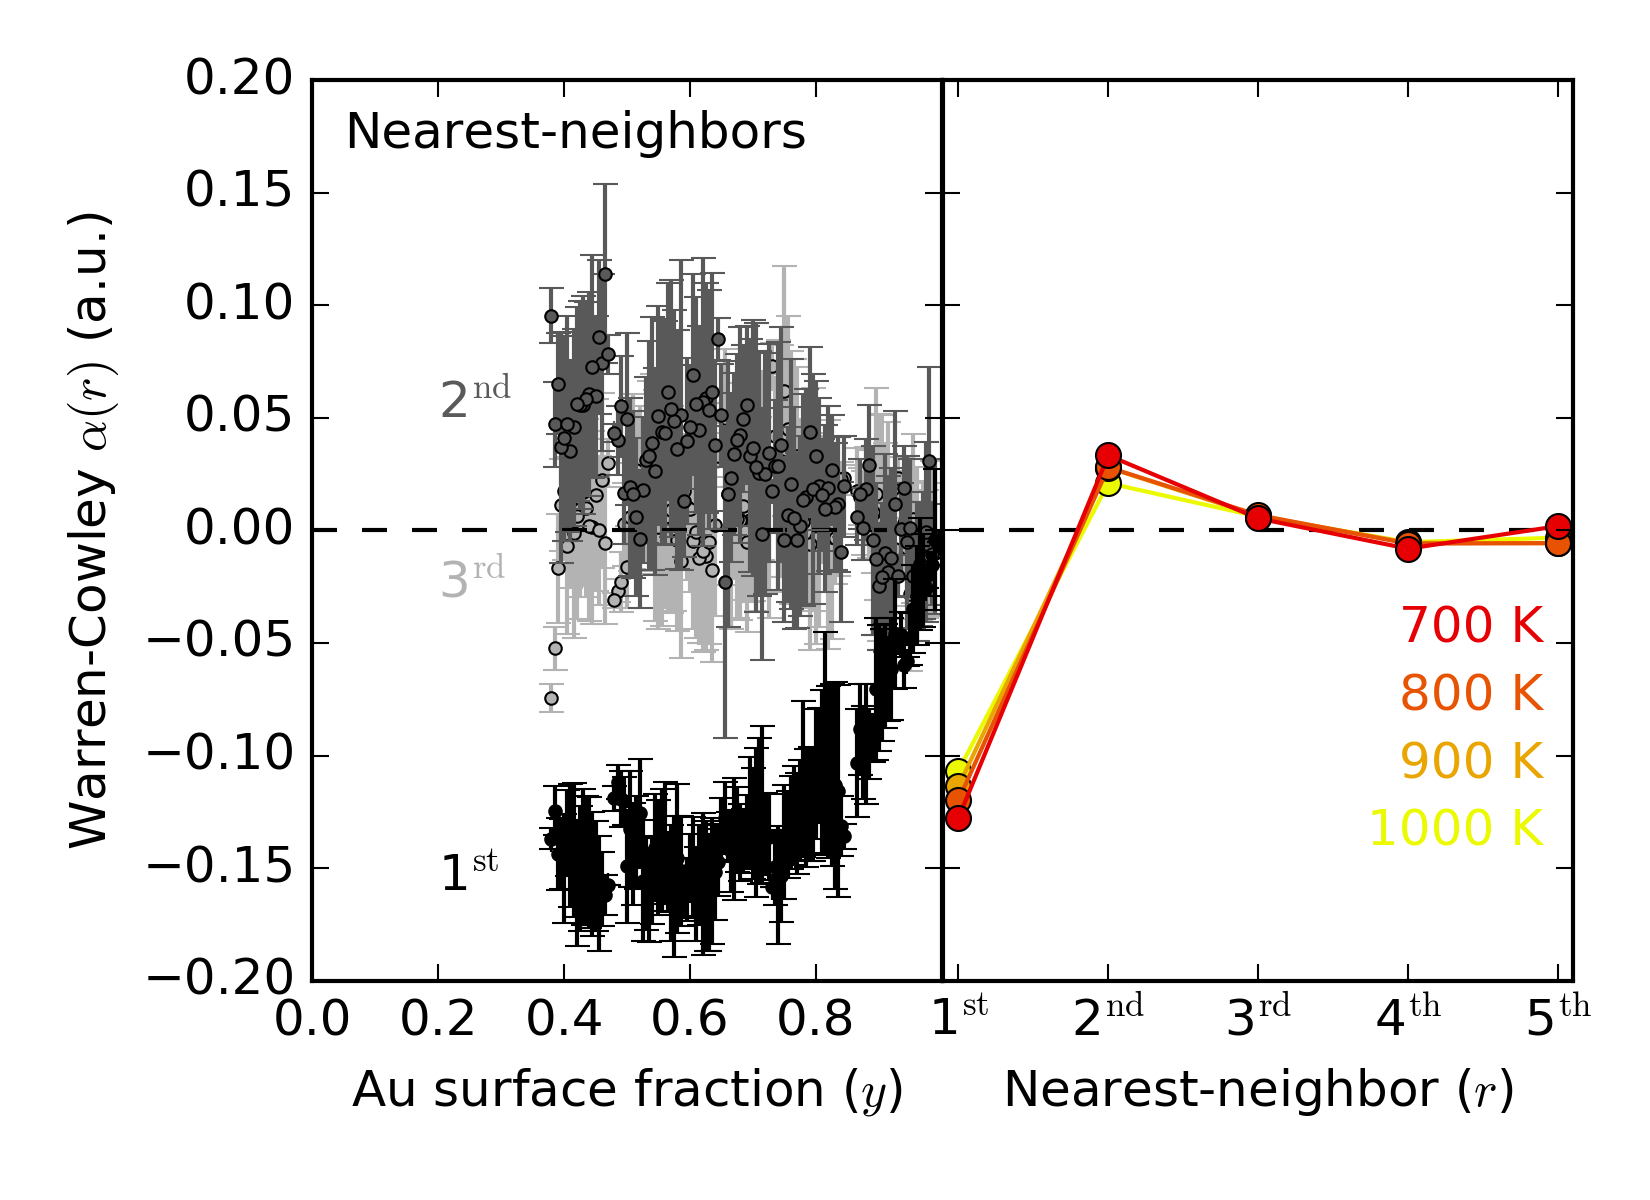 Nearest-neighbors
0.20
0.15
0.10
0.05
0.00
−0.05
−0.10
−0.15
−0.20
Warren-Cowley α(r) (a.u.)
2nd
3rd
1st
700 K
800 K
900 K
1000 K
0.0 0.2 0.4 0.6 0.8 1st 2nd 3rd 4th 5th
Au surface fraction (y) Nearest-neighbor (r)